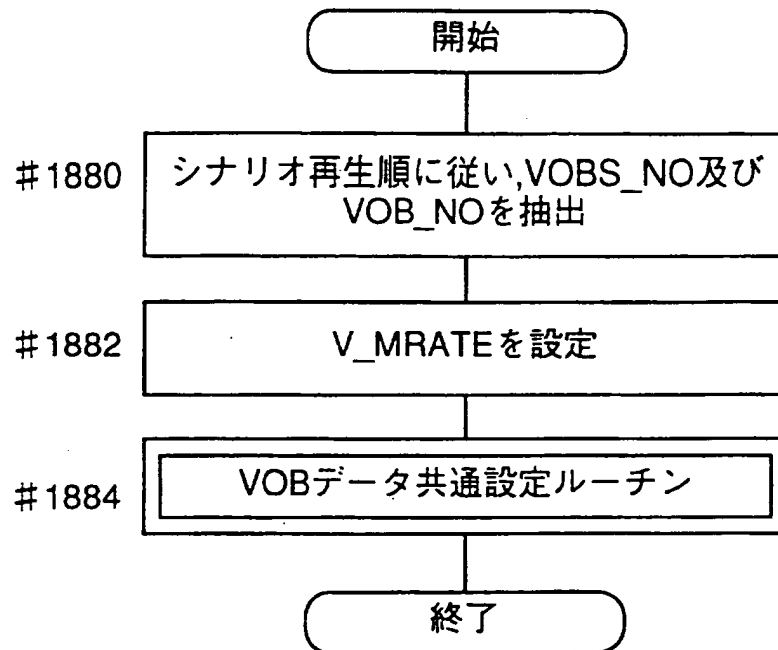 開始
#1880
シナリオ再生順に従い,VOBS_NO及び
VOB_NOを抽出
#1882
V_MRATEを設定
#1884
VOBデータ共通設定ルーチン
終了